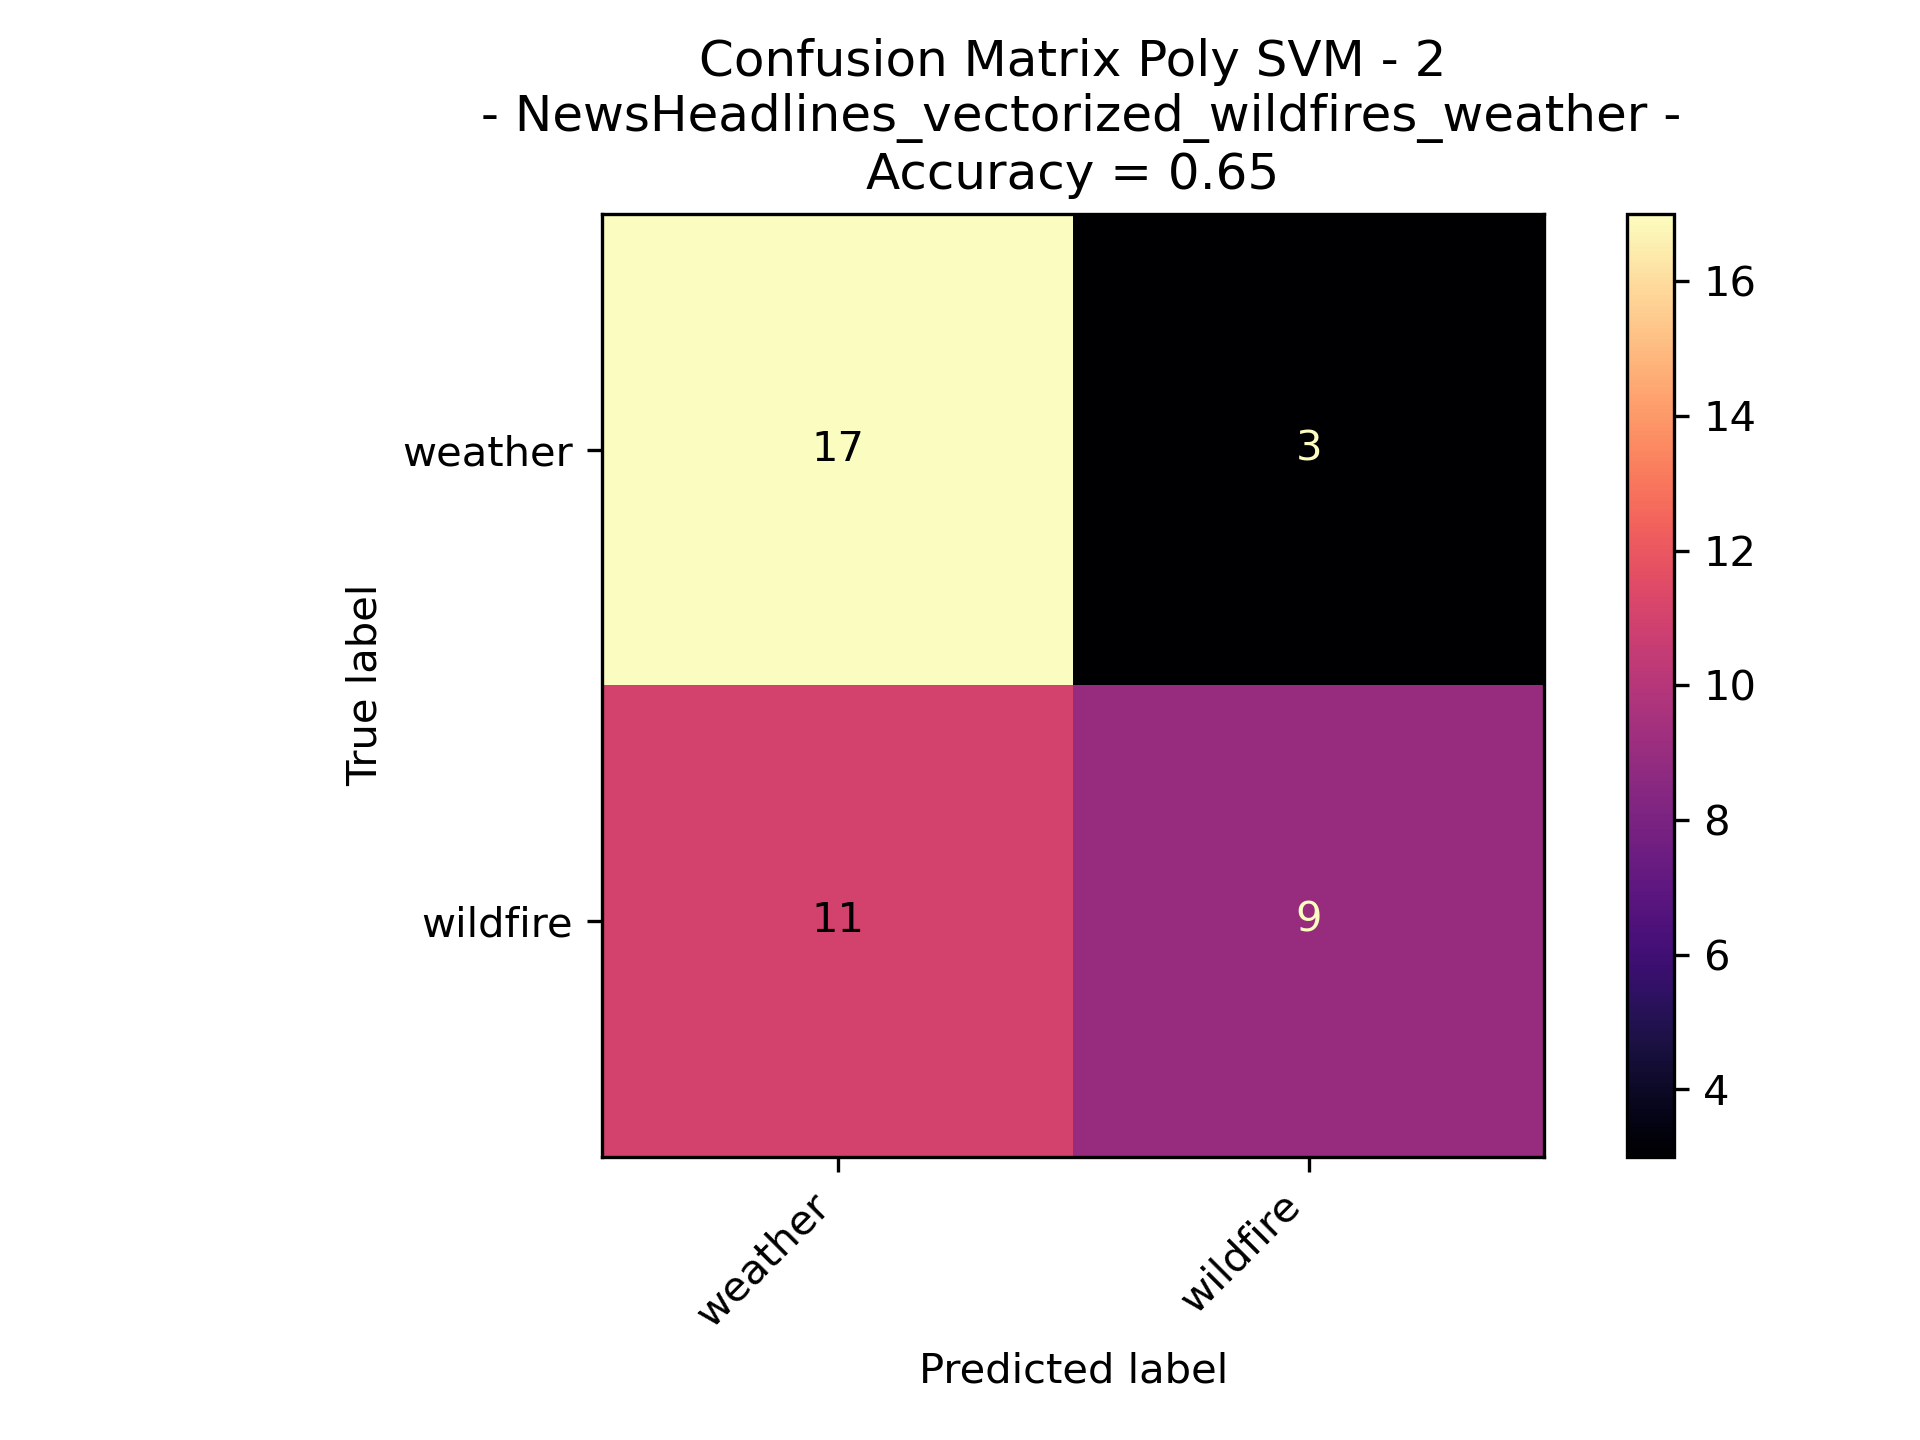 Confusion Matrix Poly SVM - 2
- NewsHeadlines_vectorized_wildfires_weather -
Accuracy = 0.65
16
14
12
10
8
6
4
weather
17
3
True label
wildfire
11
9
weather
wildfire
Predicted label